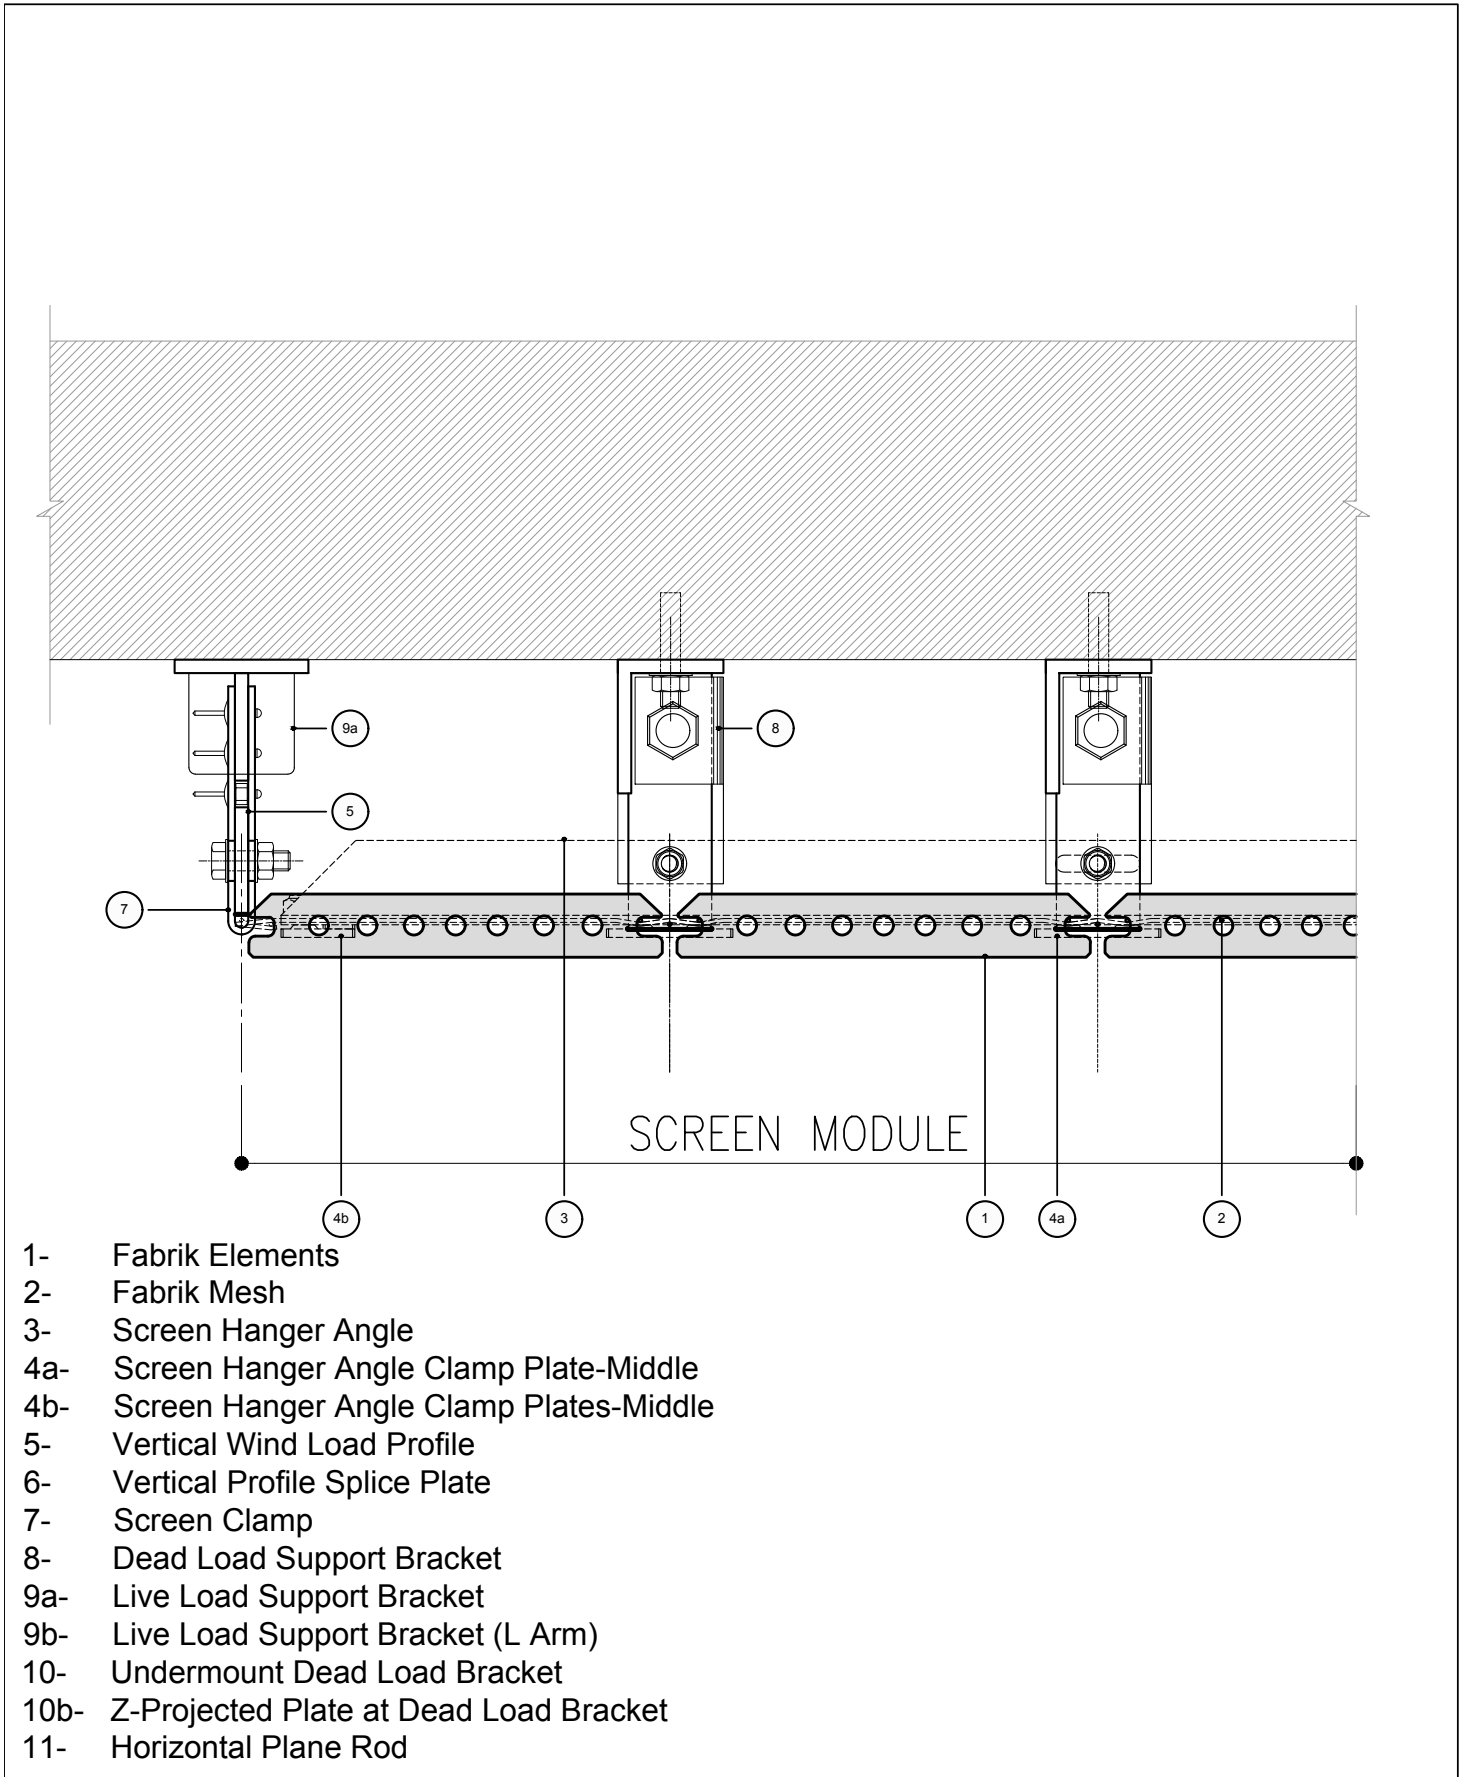 9a
8
5
7
SCREEN MODULE
4b
3
1
4a
2
1- Fabrik Elements
2- Fabrik Mesh
3- Screen Hanger Angle
4a- Screen Hanger Angle Clamp Plate-Middle
4b- Screen Hanger Angle Clamp Plates-Middle
5- Vertical Wind Load Profile
6- Vertical Profile Splice Plate
7- Screen Clamp
8- Dead Load Support Bracket
9a- Live Load Support Bracket
9b- Live Load Support Bracket (L Arm)
10- Undermount Dead Load Bracket
10b- Z-Projected Plate at Dead Load Bracket
11- Horizontal Plane Rod